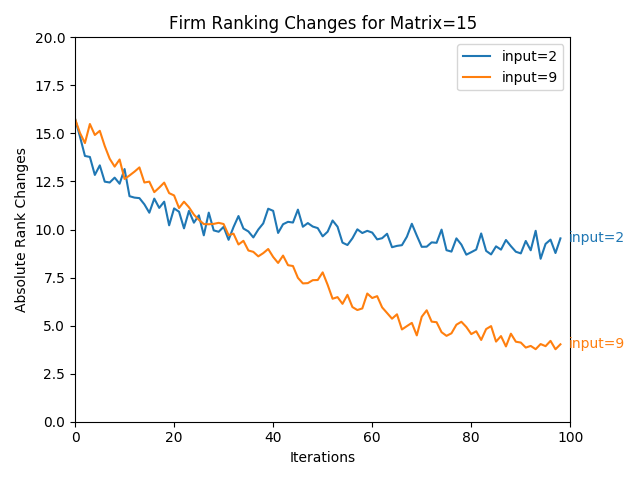 Firm Ranking Changes for Matrix=15
20.0
17.5
15.0
12.5
10.0
7.5
5.0
2.5
0.0
Absolute Rank Changes
input=2
input=9
input=2
input=9
0 20 40 60 80 100
Iterations